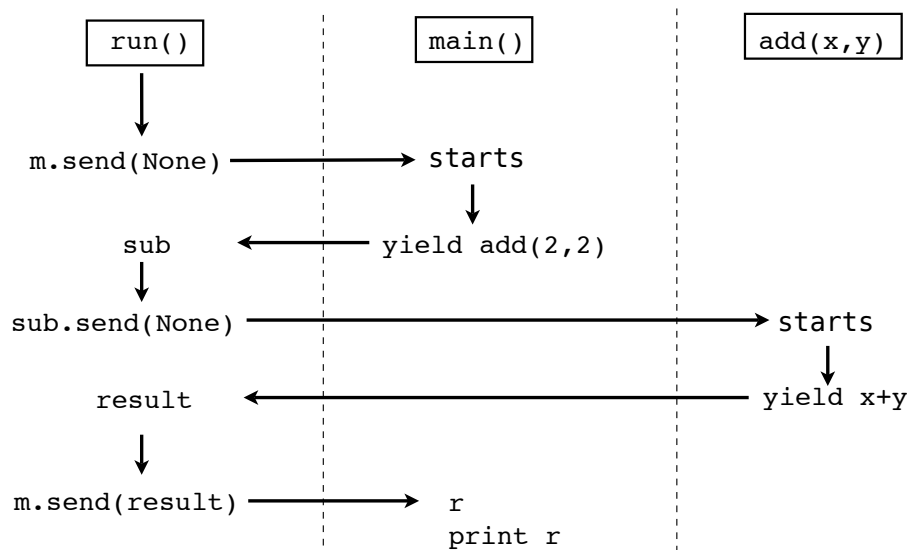 run()
main()
add(x,y)
m.send(None)
starts
sub
yield add(2,2)
sub.send(None)
starts
result
yield x+y
m.send(result)
r
print r